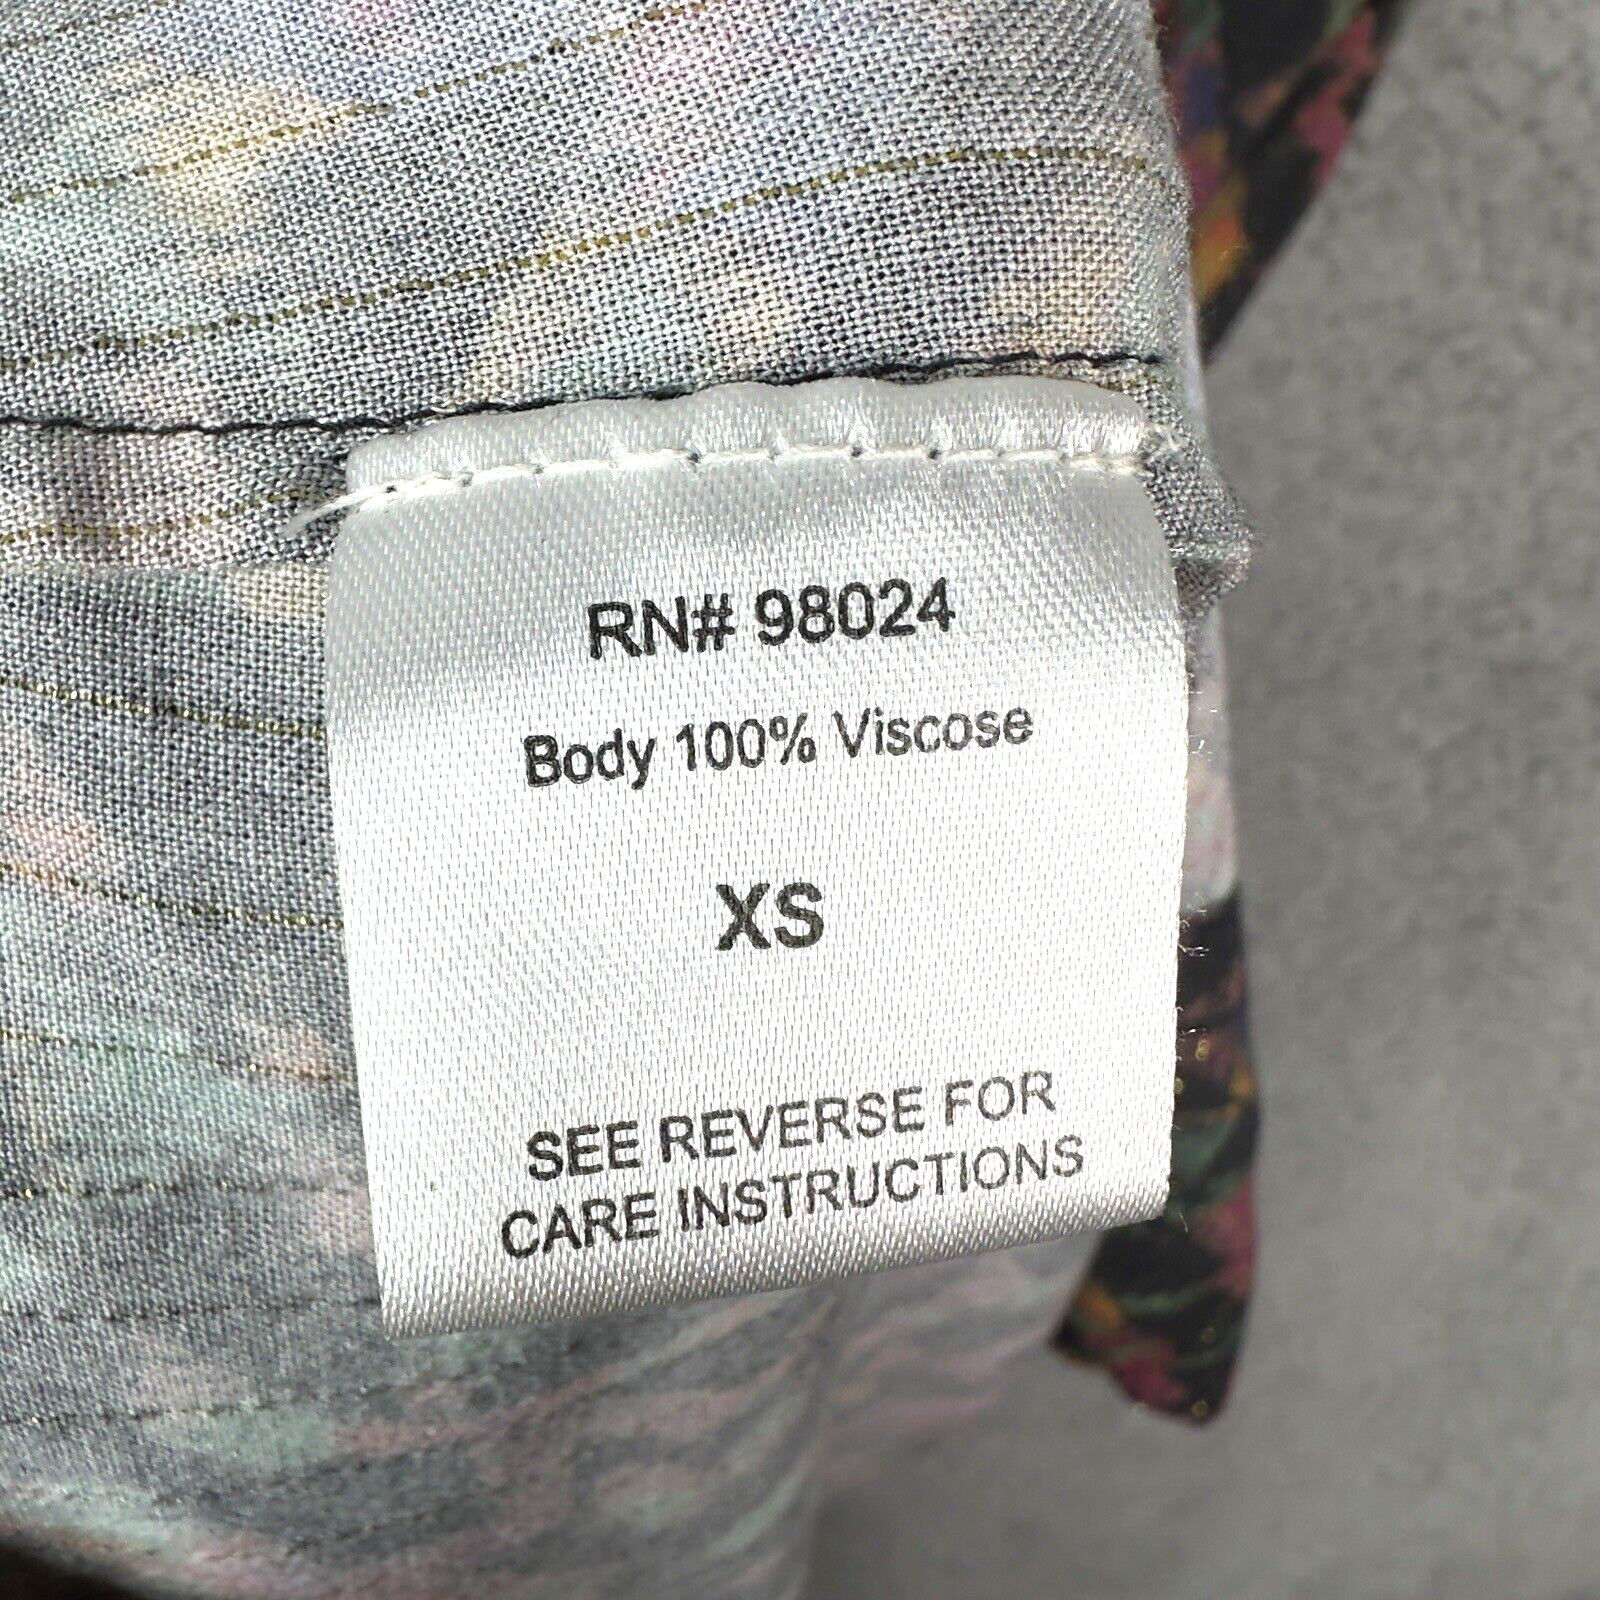 RN# 98024
Body 100% Viscose
XS
SEE REVERSE FOR
CARE INSTRUCTIONS